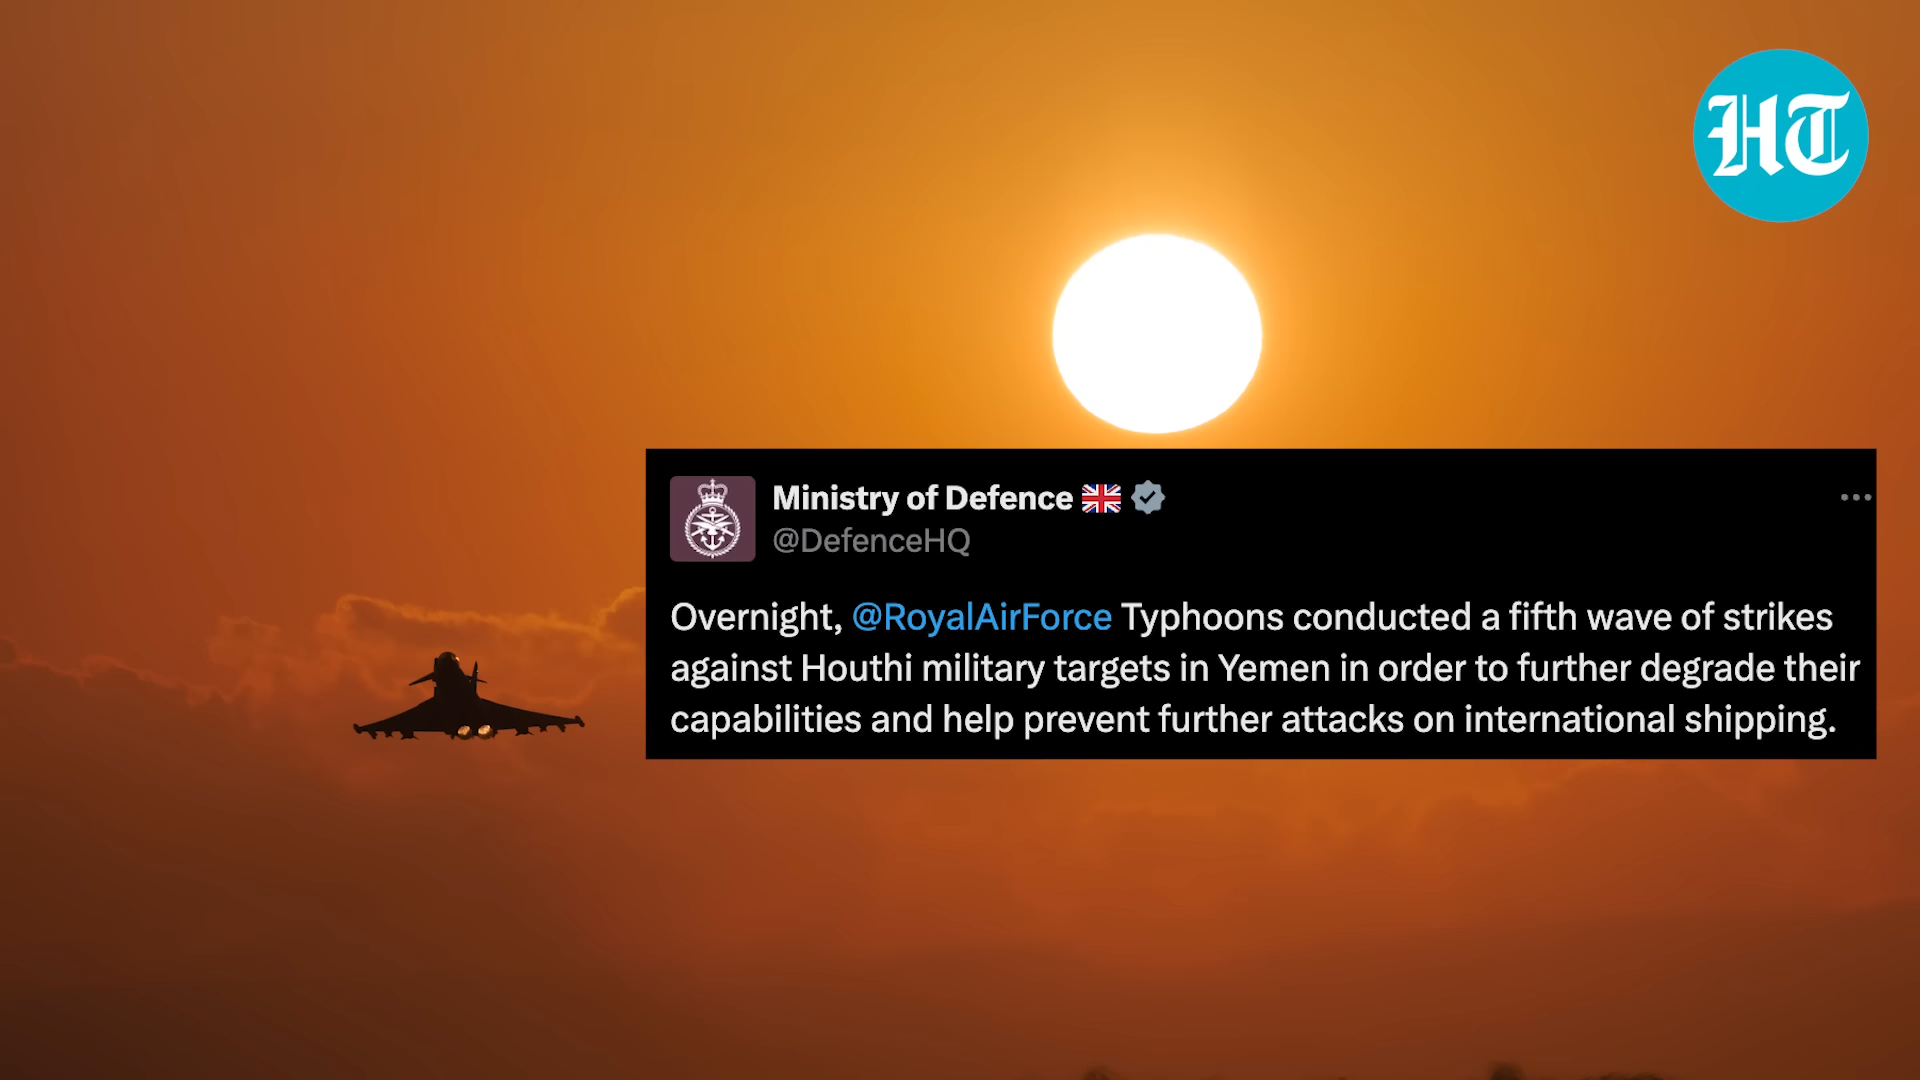 HT
Ministry of Defence
@DefenceHQ
Overnight, @RoyalAirForce Typhoons conducted a fifth wave of strikes
against Houthi military targets in Yemen in order to further degrade their
capabilities and help prevent further attacks on international shipping.